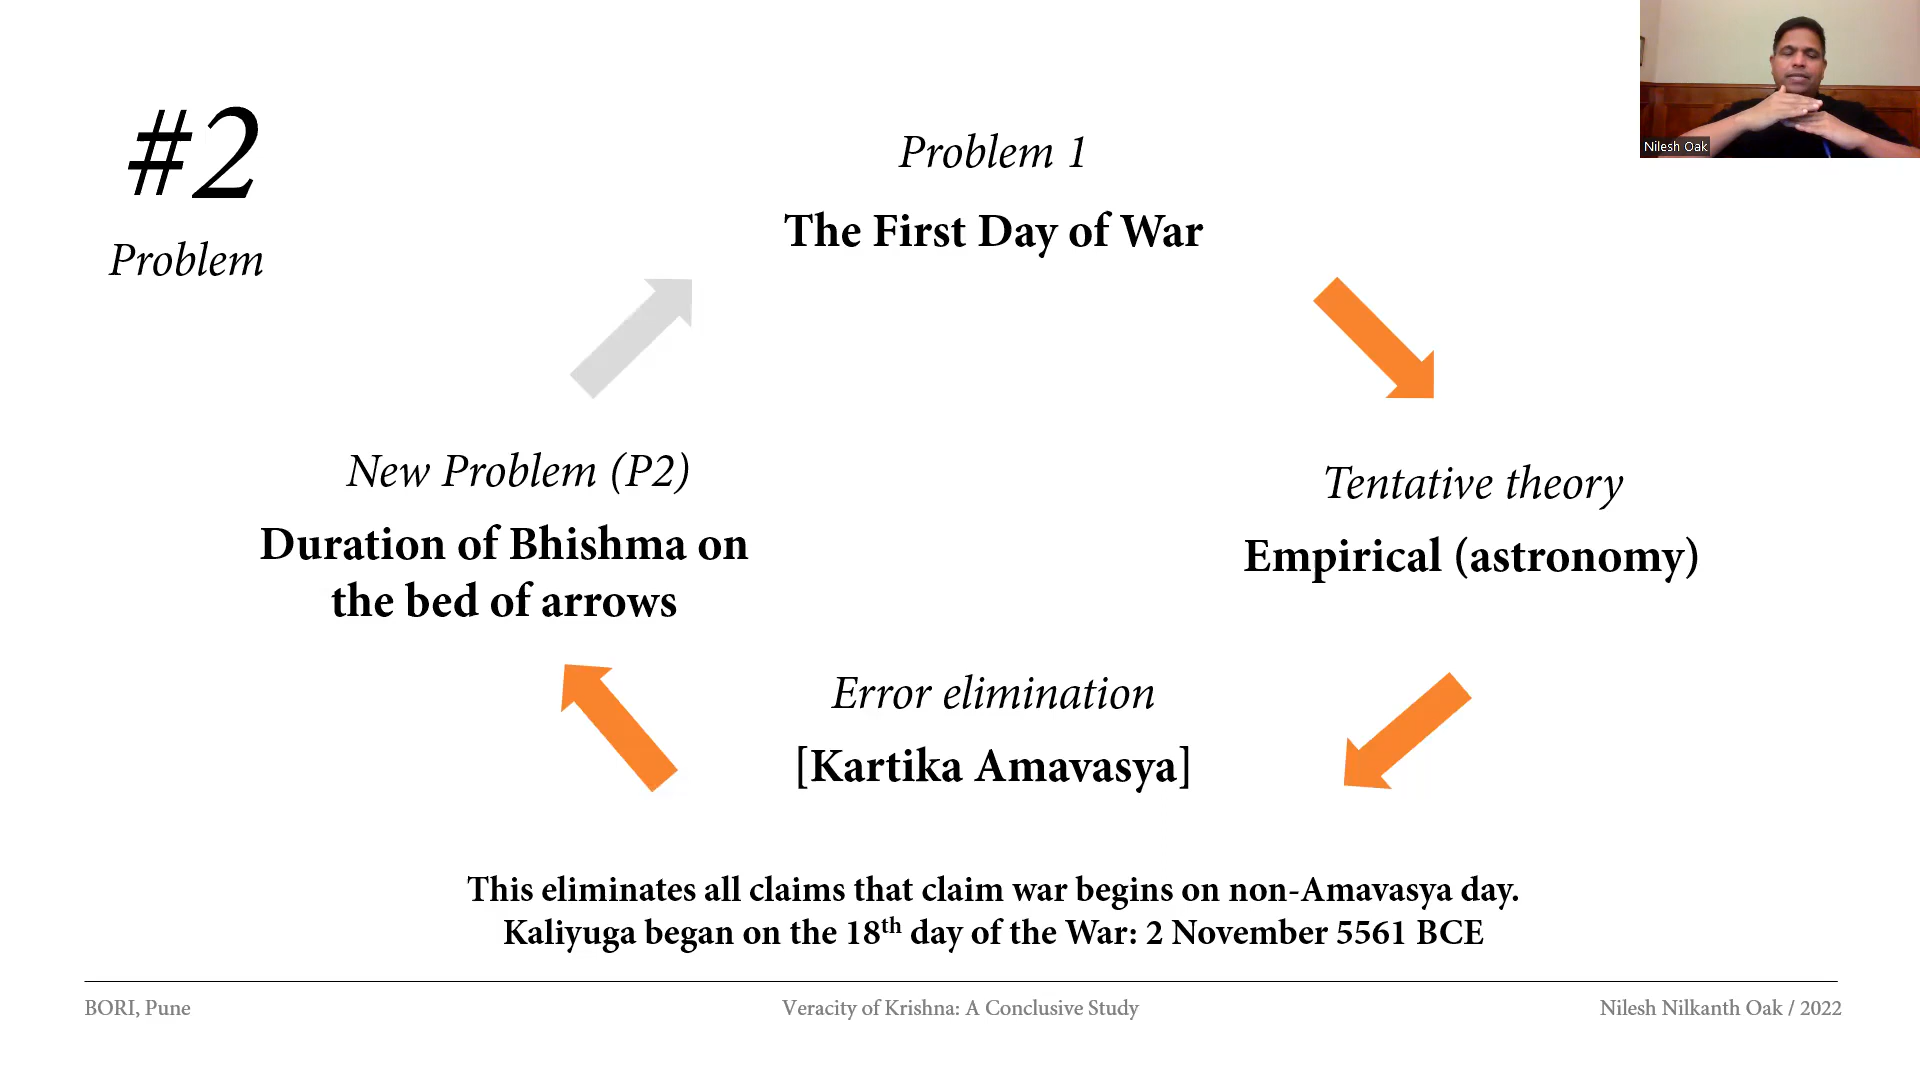 #2
Problem
Problem 1
The First Day of War
Nilesh Oak
Tentative theory
Empirical (astronomy)
Error elimination
[Kartika Amavasya]
New Problem (P2)
Duration of Bhishma on
the bed of arrows
This eliminates all claims that claim war begins on non-Amavasya day.
Kaliyuga began on the 18th day of the War: 2 November 5561 BCE
BORI, Pune
Veracity of Krishna: A Conclusive Study
Nilesh Nilkanth Oak / 2022